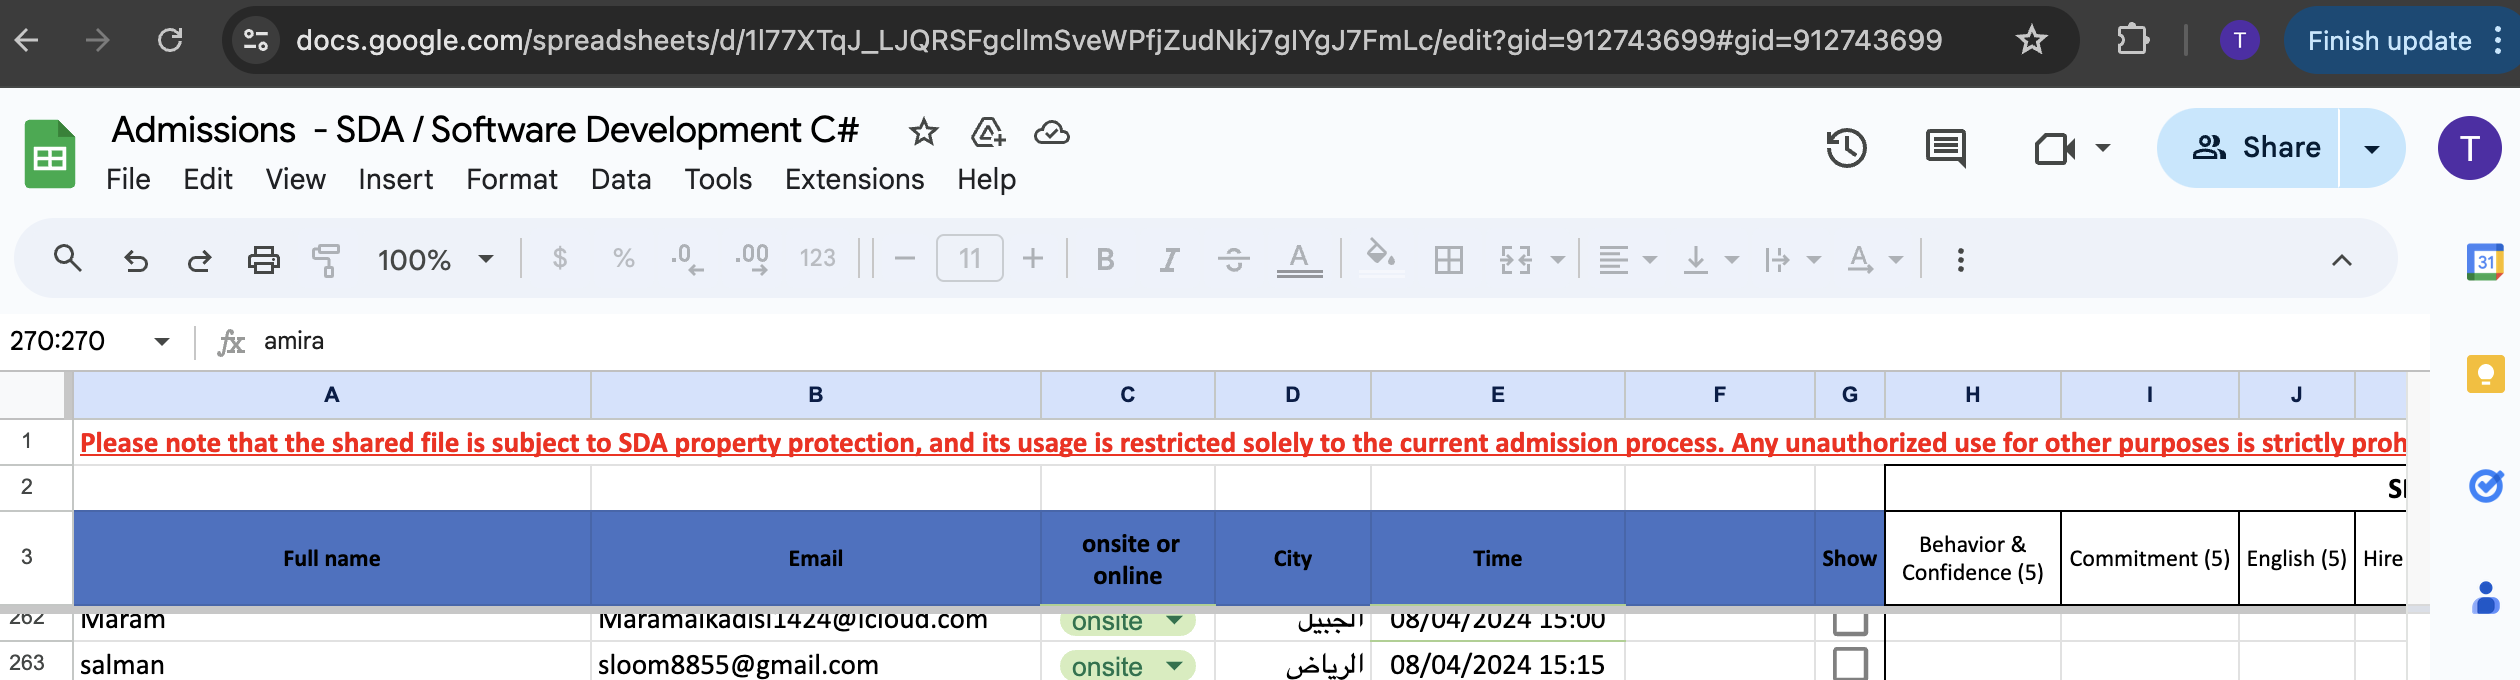 docs.google.com/spreadsheets/d/1l77XTqJ_LJQRSFgcllmSveWPfjZudNkj7gIYgJ7FmLc/edit?gid=912743699#gid=912743699
T
Finish update
Admissions - SDA / Software Development C#
Share
T
File Edit View Insert Format Data Tools Extensions Help
100% $ % .0 .00 123 11 B I S A A
31
270:270 fx amira
A B C D E F G H I J
1 Please note that the shared file is subject to SDA property protection, and its usage is restricted solely to the current admission process. Any unauthorized use for other purposes is strictly proh
2
3 Full name Email onsite or online City Time Show Behavior & Confidence (5) Commitment (5) English (5) Hire
262 Maram Maramalkadisi1424@icloud.com onsite الجبيل 08/04/2024 15:00
263 salman sloom8855@gmail.com onsite الرياض 08/04/2024 15:15